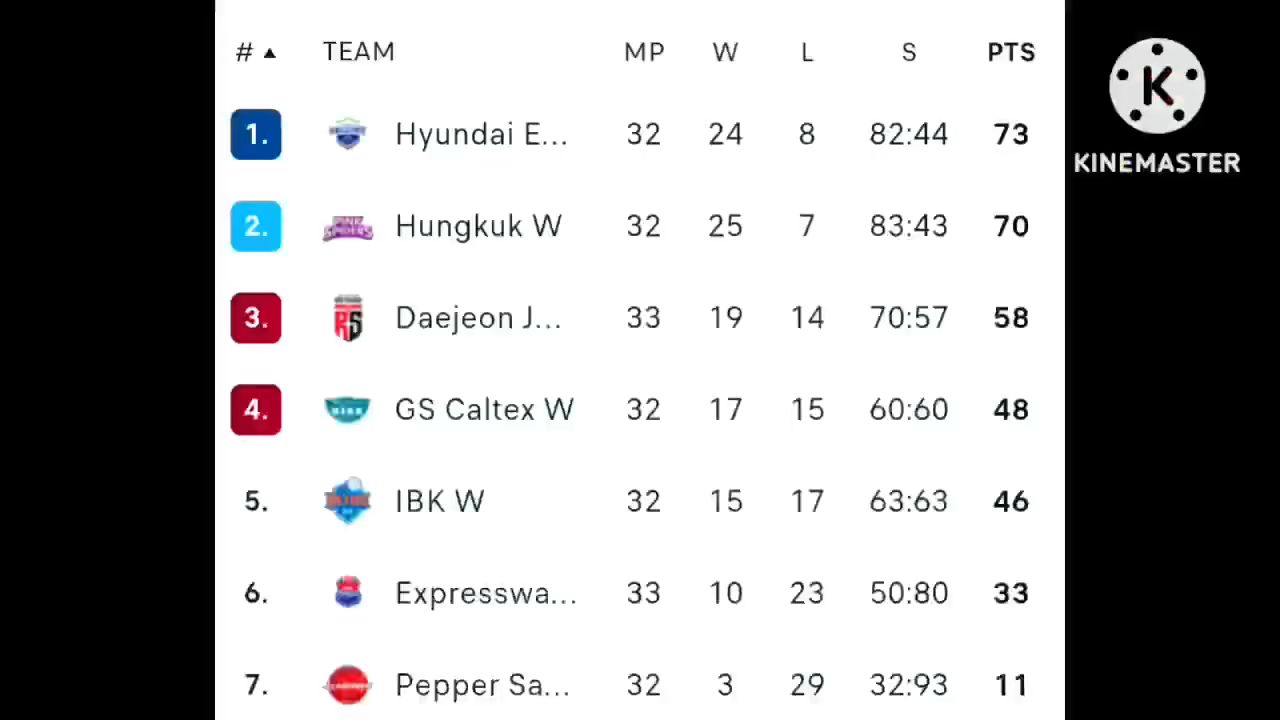 # ▲ TEAM MP W L S PTS
1. Hyundai E... 32 24 8 82:44 73
2. PINK SPIDERS Hungkuk W 32 25 7 83:43 70
3. RS Daejeon J... 33 19 14 70:57 58
4. GS Caltex W 32 17 15 60:60 48
5. IBK W 32 15 17 63:63 46
6. Expresswa... 33 10 23 50:80 33
7. Pepper Sa... 32 3 29 32:93 11
K
KINEMASTER